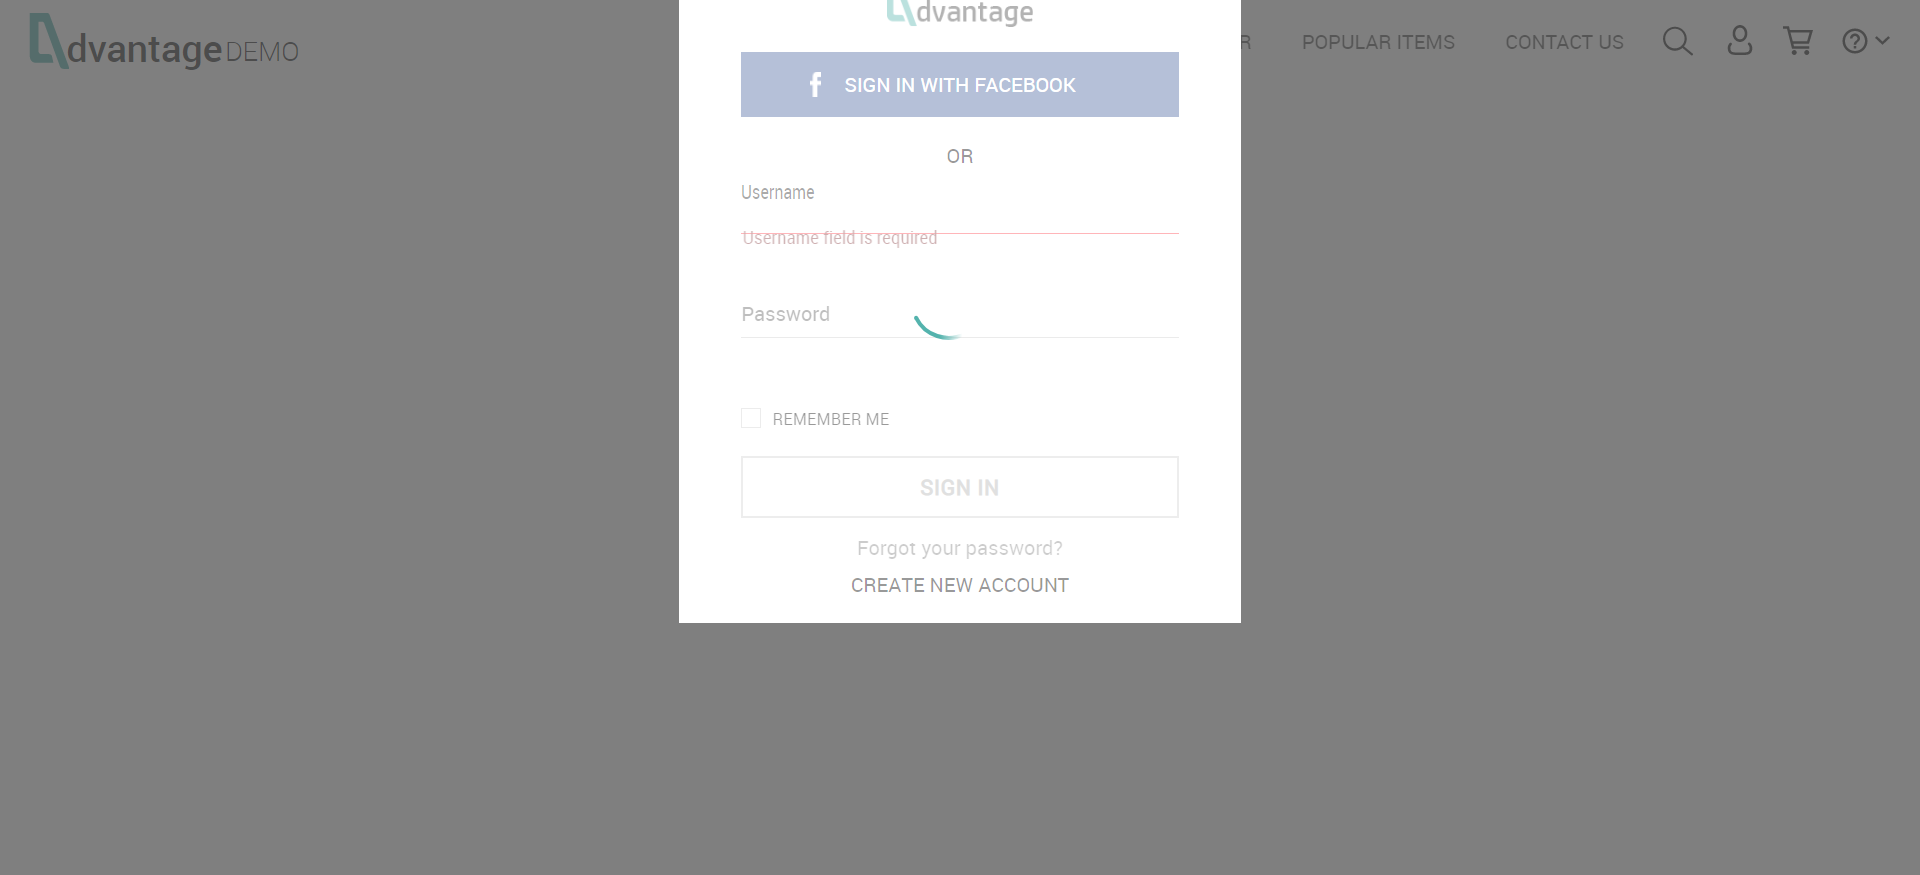 dvantage DEMO
R
POPULAR ITEMS
CONTACT US
dvantage
SIGN IN WITH FACEBOOK
OR
Username
Username field is required
Password
REMEMBER ME
SIGN IN
Forgot your password?
CREATE NEW ACCOUNT